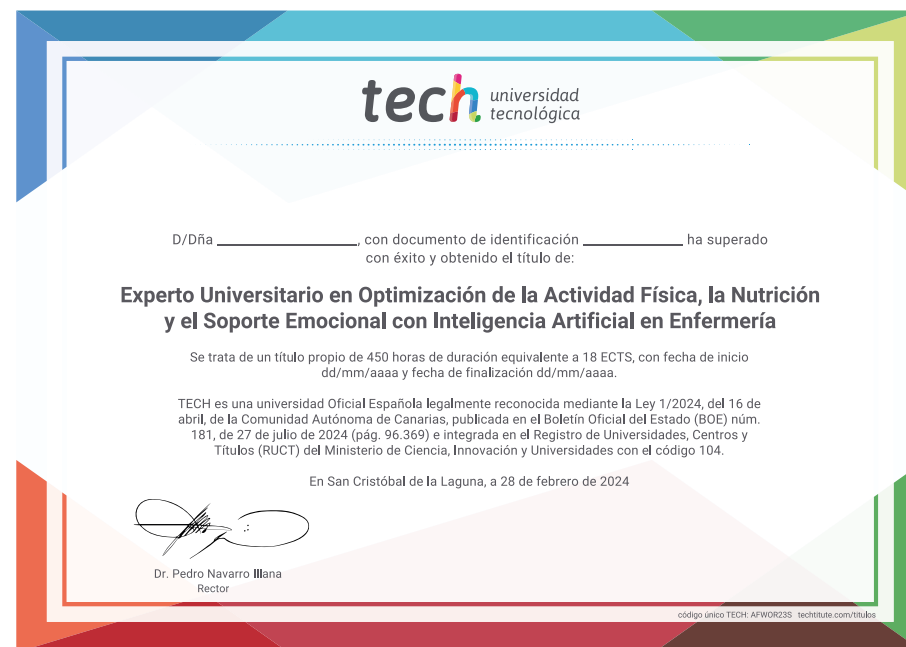 tech universidad
tecnológica
D/Dña ____________, con documento de identificación ____________ ha superado
con éxito y obtenido el título de:
Experto Universitario en Optimización de la Actividad Física, la Nutrición
y el Soporte Emocional con Inteligencia Artificial en Enfermería
Se trata de un título propio de 450 horas de duración equivalente a 18 ECTS, con fecha de inicio
dd/mm/aaaa y fecha de finalización dd/mm/aaaa.
TECH es una universidad Oficial Española legalmente reconocida mediante la Ley 1/2024, del 16 de
abril, de la Comunidad Autónoma de Canarias, publicada en el Boletín Oficial del Estado (BOE) núm.
181, de 27 de julio de 2024 (pág. 96.369) e integrada en el Registro de Universidades, Centros y
Títulos (RUCT) del Ministerio de Ciencia, Innovación y Universidades con el código 104.
En San Cristóbal de la Laguna, a 28 de febrero de 2024
Dr. Pedro Navarro Illana
Rector
código único TECH: AFWOR23S techtitute.com/titulos